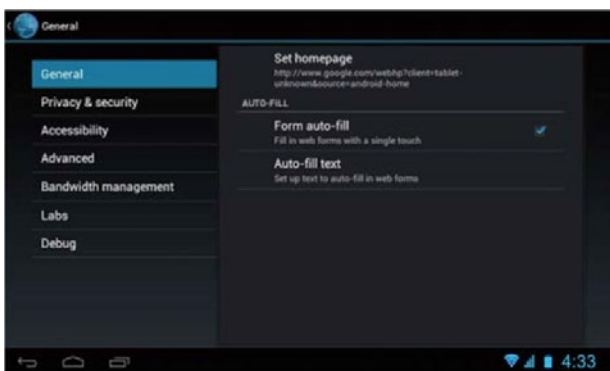 General
General
Privacy & security
Accessibility
Advanced
Bandwidth management
Labs
Debug
Set homepage
http://www.google.com/webhp?client=tablet-
unknown&source=android-home
AUTO-FILL
Form auto-fill
Fill in web forms with a single touch
Auto-fill text
Set up text to auto-fill in web forms
4:33